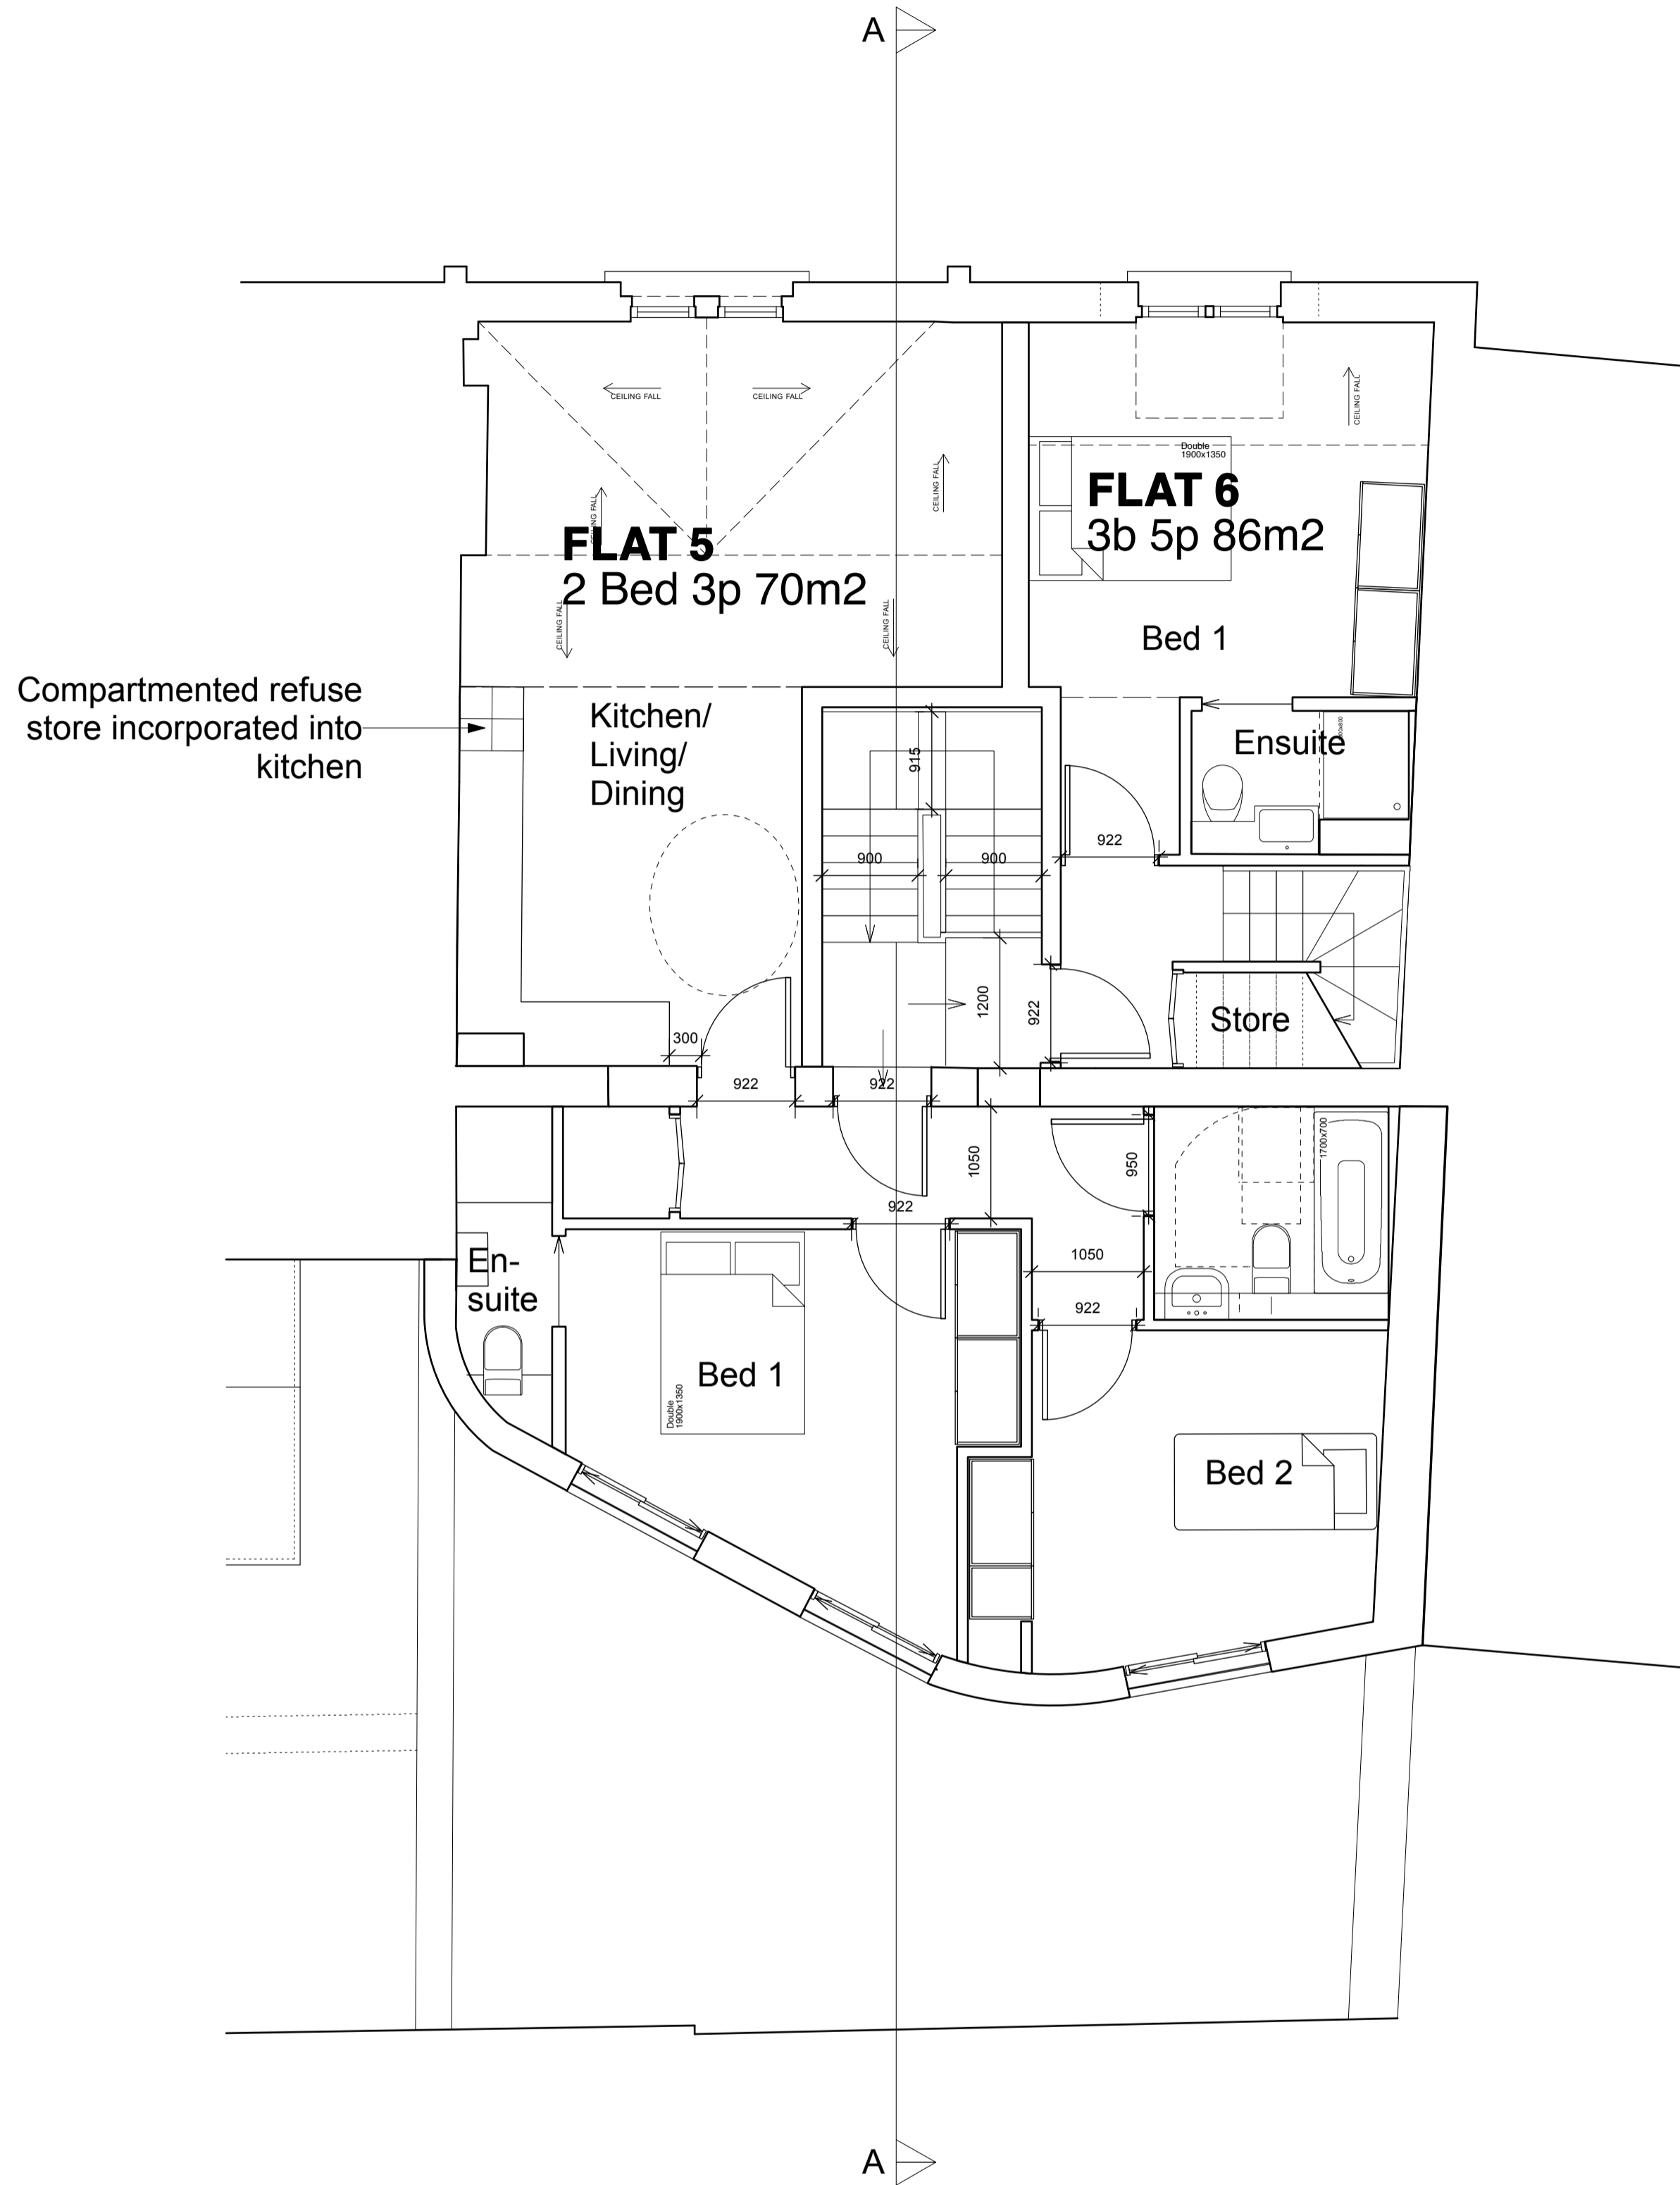 A
CEILING FALL
CEILING FALL
CEILING FALL
Double
1900x1350
CEILING FALL
CEILING FALL
FLAT 6
3b 5p 86m2
FLAT 5
2 Bed 3p 70m2
CEILING FALL
CEILING FALL
Bed 1
Compartmented refuse
store incorporated into
kitchen
Kitchen/
Living/
Dining
Ensuite
915
922
900
900
1200
922
Store
300
922
922
1050
950
1700x700
922
En-
suite
1050
922
Bed 1
Double
1900x1350
Bed 2
A